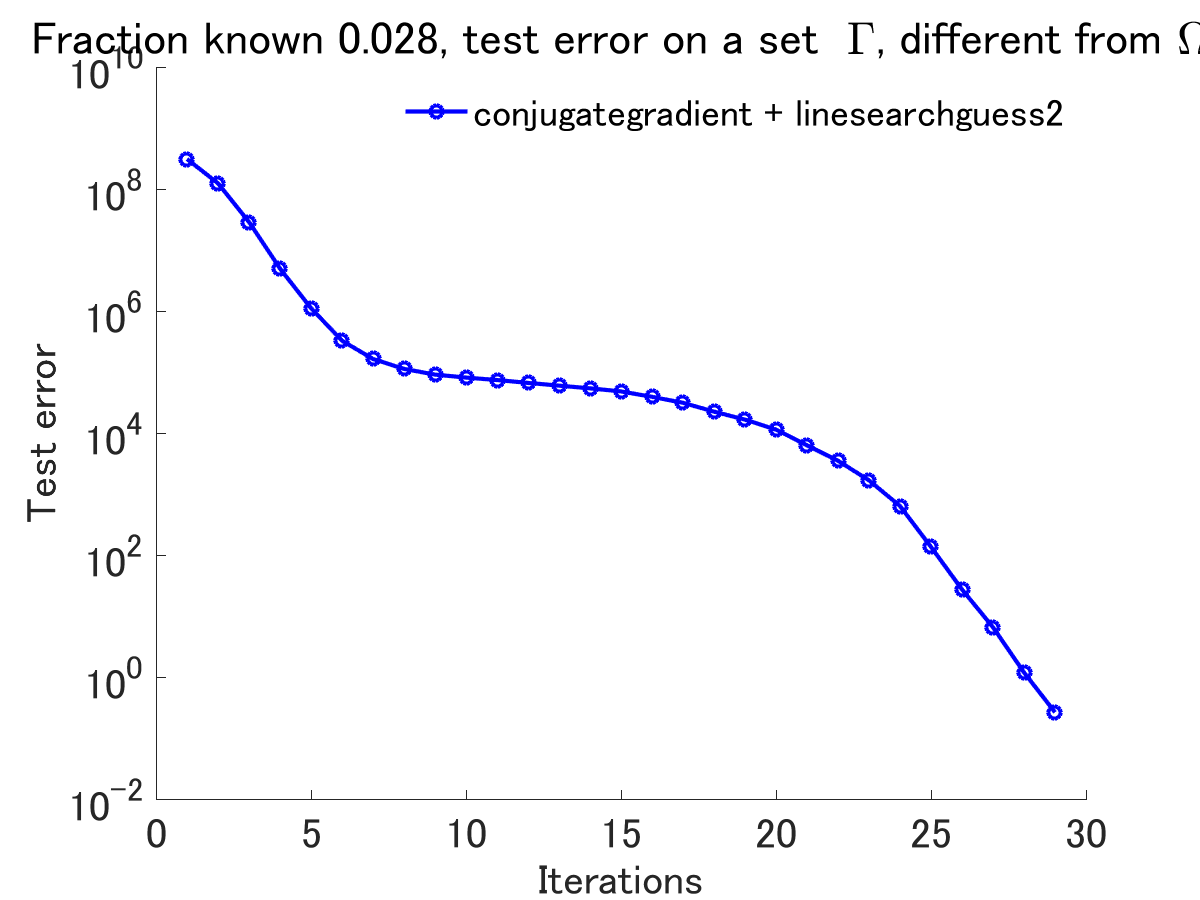 Fraction known 0.028, test error on a set Γ, different from Ω
10^10
conjugategradient + linesearchguess2
10^8
10^6
10^4
10^2
10^0
10^−2
Test error
0 5 10 15 20 25 30
Iterations